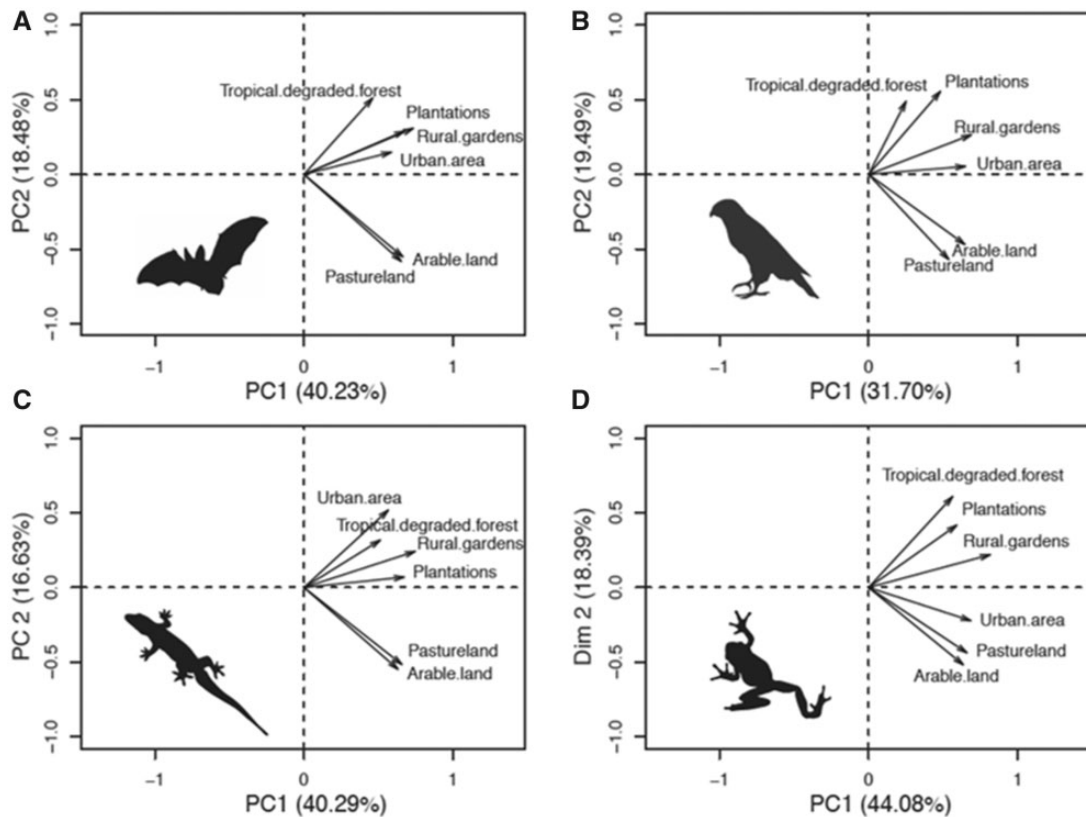 A
PC2 (18.48%)
1.0
0.5
0.0
−0.5
−1.0
Tropical.degraded.forest
Plantations
Rural.gardens
Urban.area
Arable.land
Pastureland
−1
0
1
PC1 (40.23%)
B
PC2 (19.49%)
1.0
0.5
0.0
−0.5
−1.0
Plantations
Tropical.degraded.forest
Rural.gardens
Urban.area
Arable.land
Pastureland
−1
0
1
PC1 (31.70%)
C
PC 2 (16.63%)
1.0
0.5
0.0
−0.5
−1.0
Urban.area
Tropical.degraded.forest
Rural.gardens
Plantations
Pastureland
Arable.land
−1
0
1
PC1 (40.29%)
D
Dim 2 (18.39%)
1.0
0.5
0.0
−0.5
−1.0
Tropical.degraded.forest
Plantations
Rural.gardens
Urban.area
Pastureland
Arable.land
−1
0
1
PC1 (44.08%)